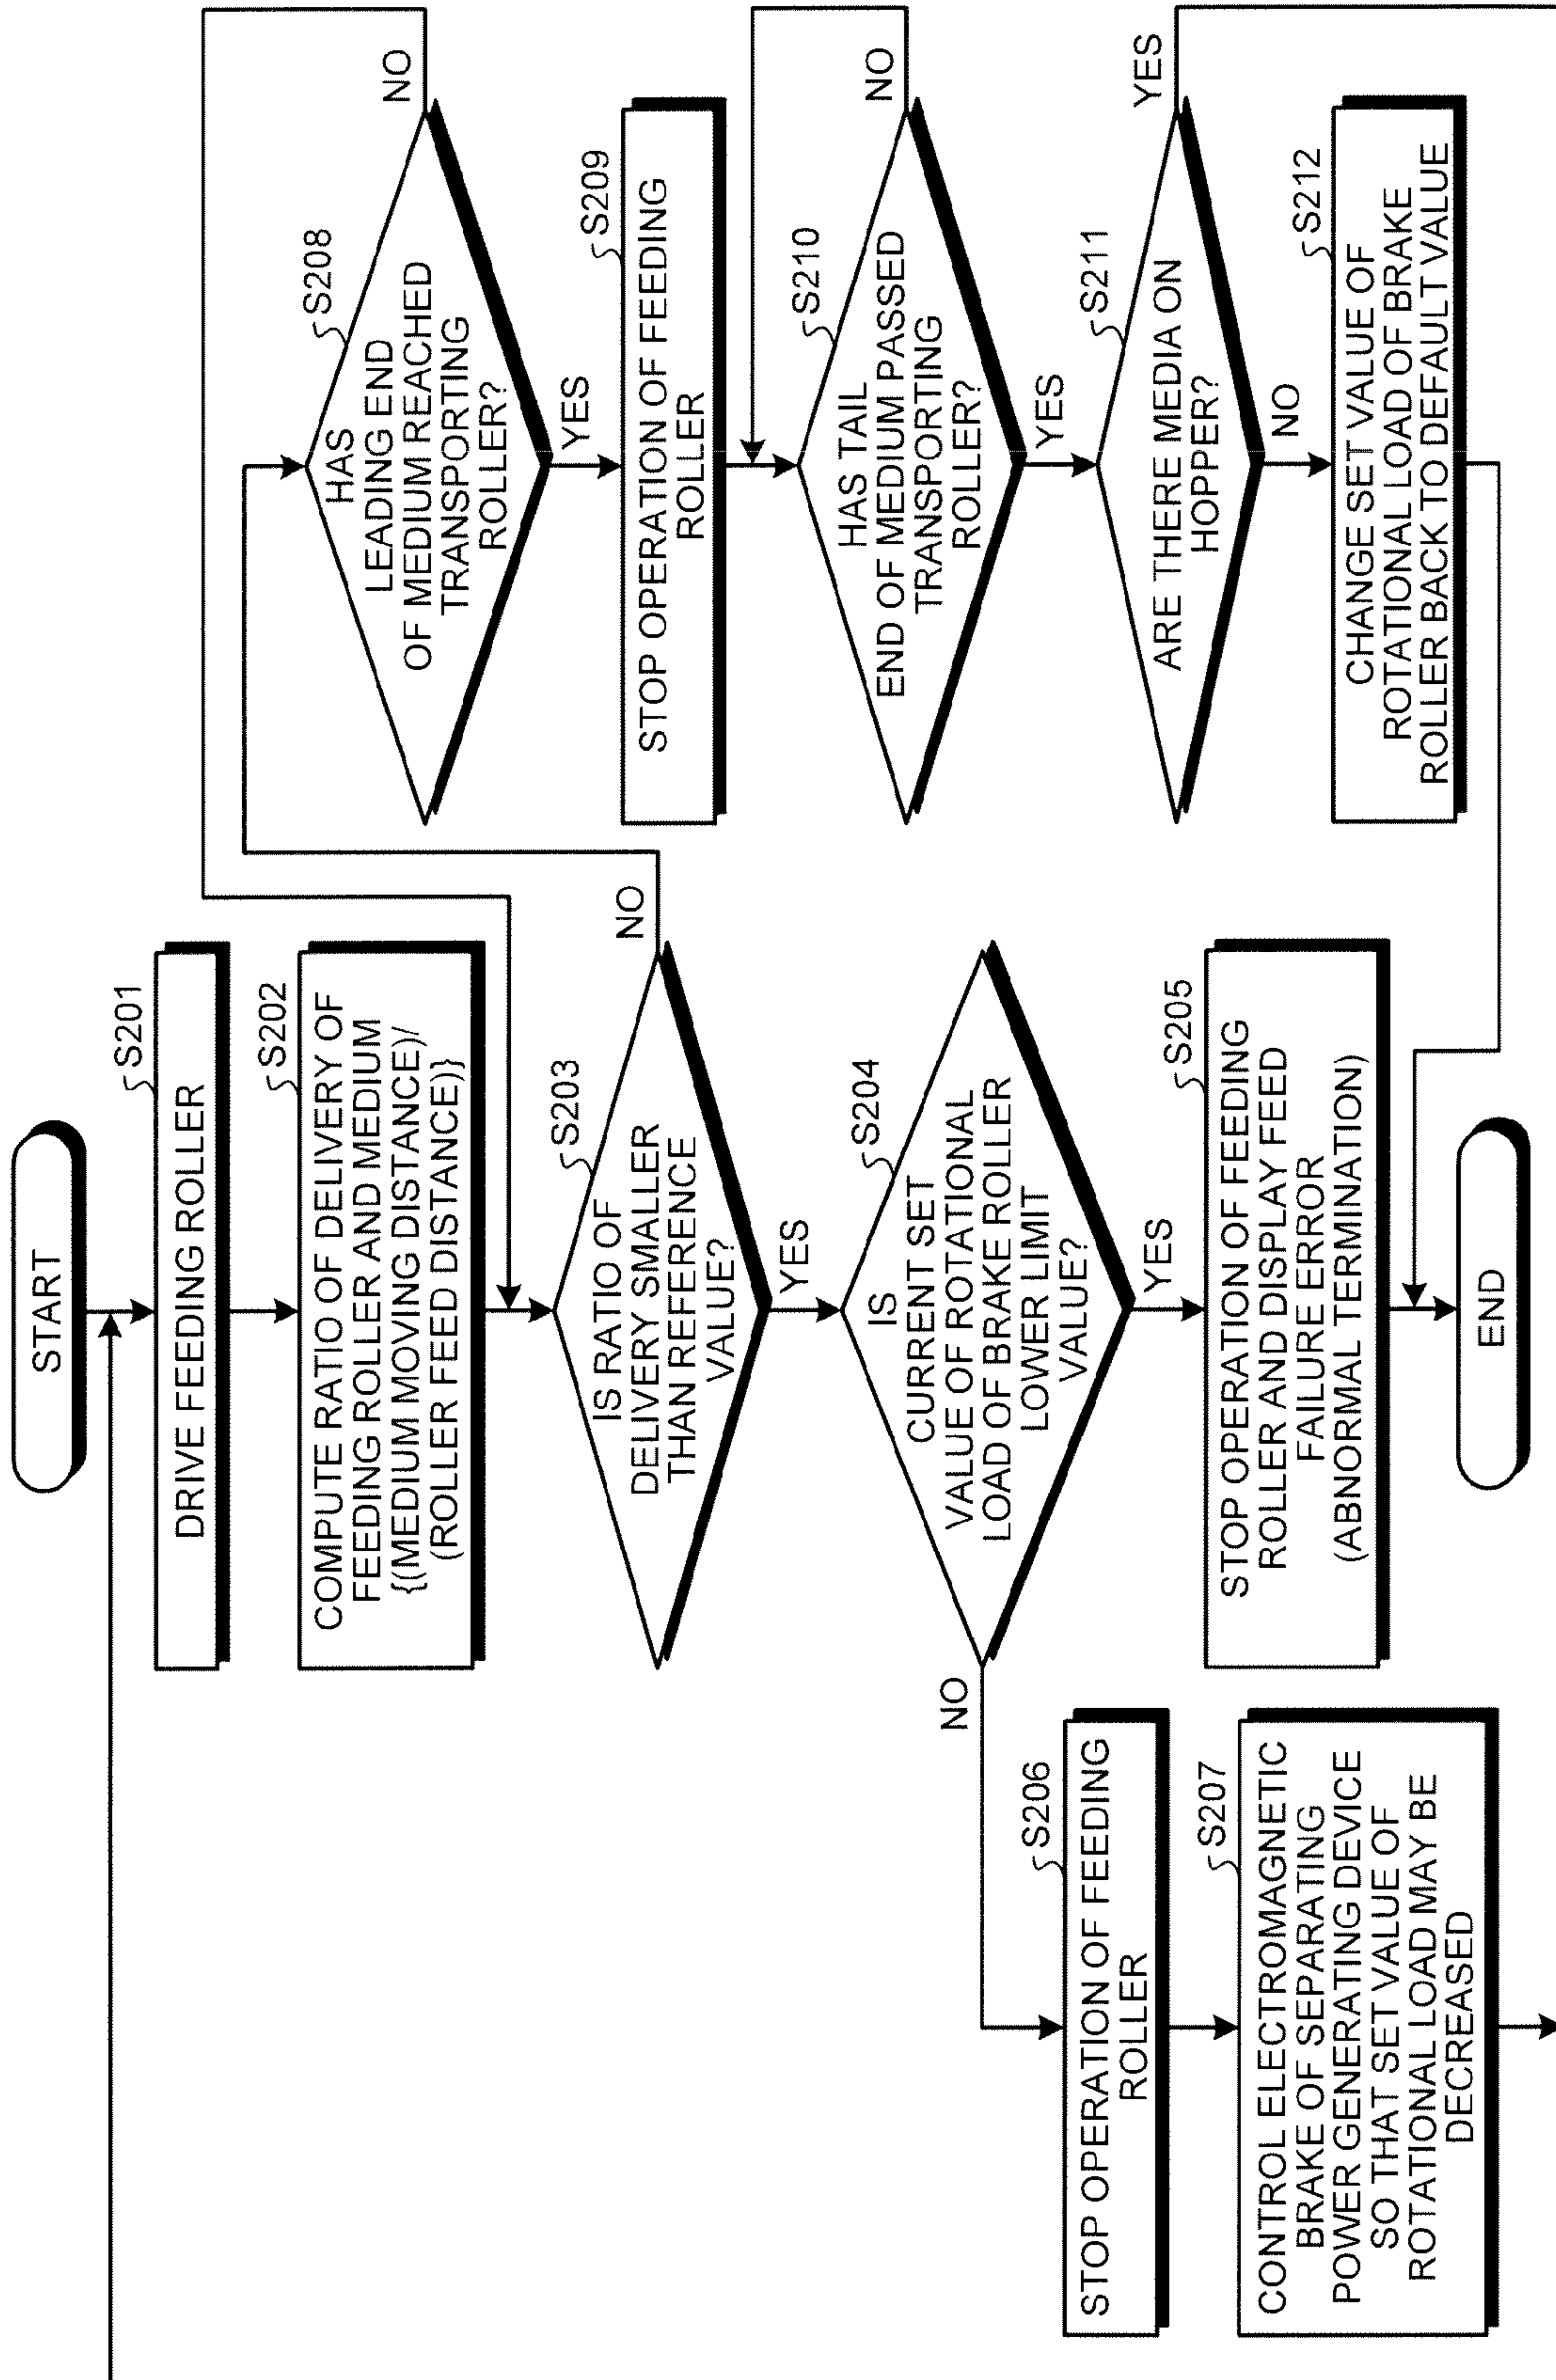 START
S201
DRIVE FEEDING ROLLER
S202
COMPUTE RATIO OF DELIVERY OF
FEEDING ROLLER AND MEDIUM
{(MEDIUM MOVING DISTANCE)/
(ROLLER FEED DISTANCE)}
S203
IS RATIO OF
DELIVERY SMALLER
THAN REFERENCE
VALUE?
NO
YES
S204
IS
CURRENT SET
VALUE OF ROTATIONAL
LOAD OF BRAKE ROLLER
LOWER LIMIT
VALUE?
NO
YES
S205
STOP OPERATION OF FEEDING
ROLLER AND DISPLAY FEED
FAILURE ERROR
(ABNORMAL TERMINATION)
END
S206
STOP OPERATION OF FEEDING
ROLLER
S207
CONTROL ELECTROMAGNETIC
BRAKE OF SEPARATING
POWER GENERATING DEVICE
SO THAT SET VALUE OF
ROTATIONAL LOAD MAY BE
DECREASED
S208
HAS
LEADING END
OF MEDIUM REACHED
TRANSPORTING
ROLLER?
NO
YES
S209
STOP OPERATION OF FEEDING
ROLLER
S210
HAS TAIL
END OF MEDIUM PASSED
TRANSPORTING
ROLLER?
NO
YES
S211
ARE THERE MEDIA ON
HOPPER?
YES
NO
S212
CHANGE SET VALUE OF
ROTATIONAL LOAD OF BRAKE
ROLLER BACK TO DEFAULT VALUE